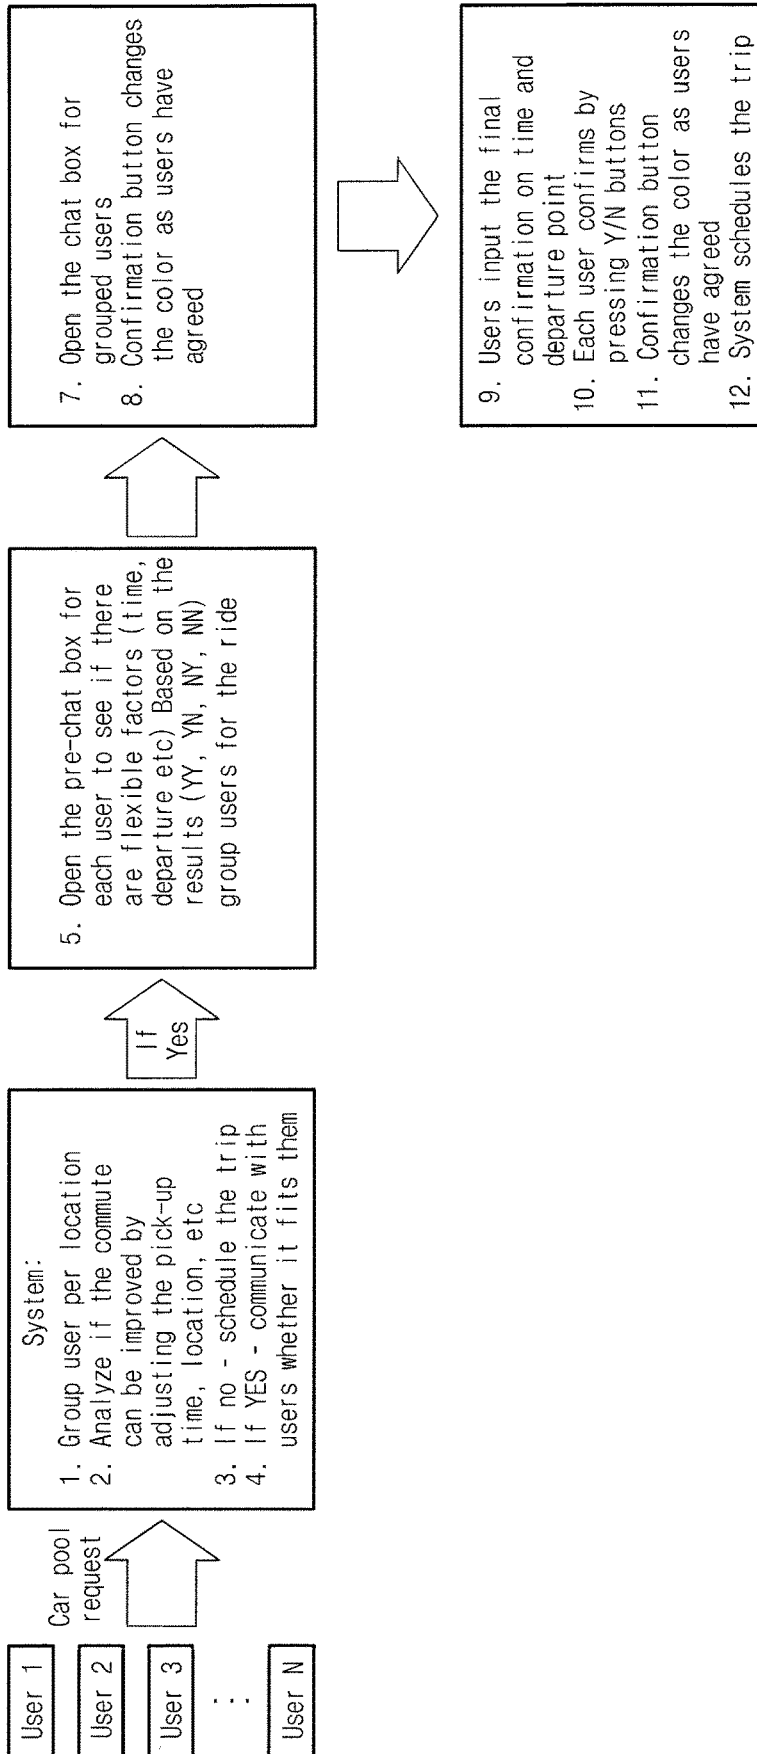 User 1
User 2
User 3
...
User N
Car pool
request
System:
1. Group user per location
2. Analyze if the commute
can be improved by
adjusting the pick-up
time, location, etc
3. If no - schedule the trip
4. If YES - communicate with
users whether it fits them
If
Yes
5. Open the pre-chat box for
each user to see if there
are flexible factors (time,
departure etc) Based on the
results (YY, YN, NY, NN)
group users for the ride
7. Open the chat box for
grouped users
8. Confirmation button changes
the color as users have
agreed
9. Users input the final
confirmation on time and
departure point
10. Each user confirms by
pressing Y/N buttons
11. Confirmation button
changes the color as users
have agreed
12. System schedules the trip